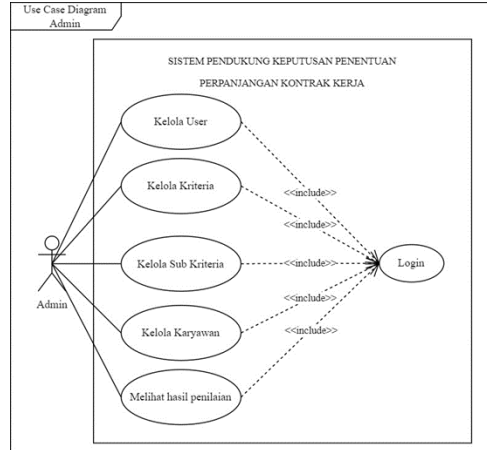 Use Case Diagram
Admin
SISTEM PENDUKUNG KEPUTUSAN PENENTUAN
PERPANJANGAN KONTRAK KERJA
Kelola User
<<include>>
Kelola Kriteria
<<include>>
Kelola Sub Kriteria
<<include>>
Login
Admin
<<include>>
Kelola Karyawan
<<include>>
Melihat hasil penilaian